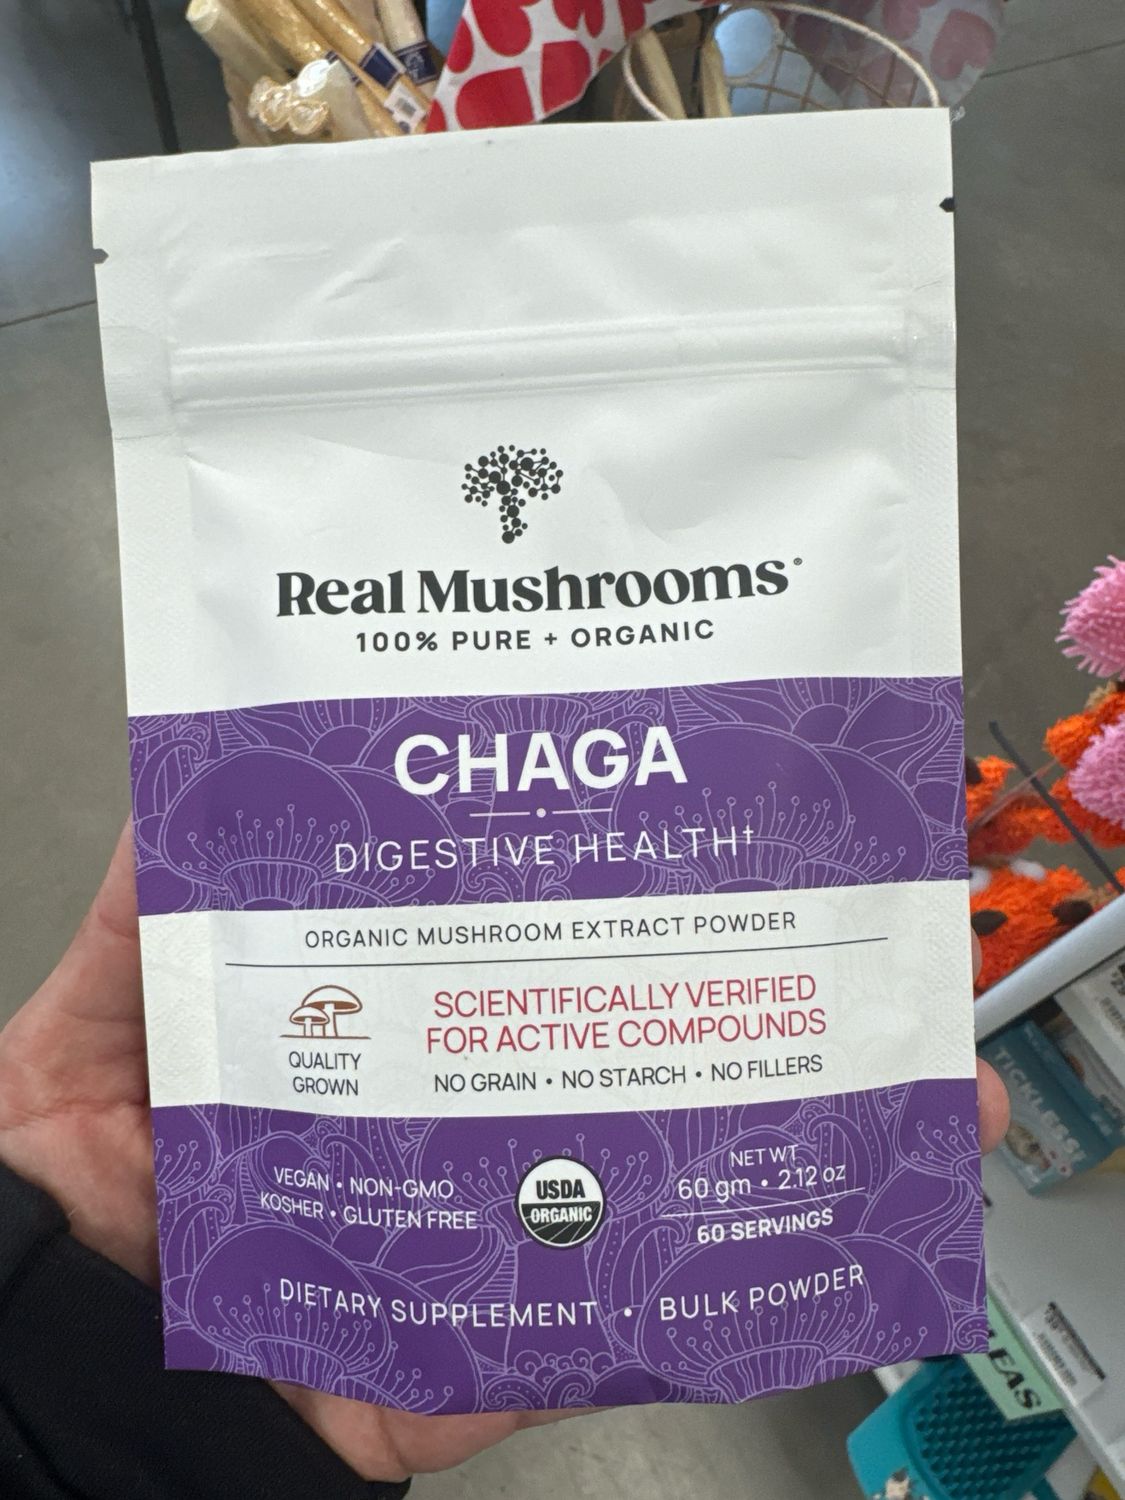 Real Mushrooms®
100% PURE + ORGANIC
CHAGA
DIGESTIVE HEALTH†
ORGANIC MUSHROOM EXTRACT POWDER
QUALITY
GROWN
SCIENTIFICALLY VERIFIED
FOR ACTIVE COMPOUNDS
NO GRAIN • NO STARCH • NO FILLERS
VEGAN • NON-GMO
KOSHER • GLUTEN FREE
USDA
ORGANIC
NET WT
60 gm • 2.12 oz
60 SERVINGS
DIETARY SUPPLEMENT • BULK POWDER
TICKLESS